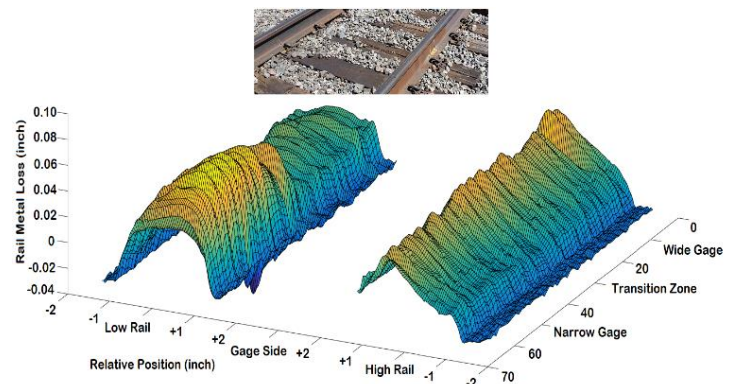 0.10
0.08
0.06
0.04
0.02
0
-0.02
-0.04
Rail Metal Loss (inch)
-2
-1
Low Rail
+1
+2
Gage Side
+2
+1
High Rail
-1
-2
Relative Position (inch)
0
Wide Gage
20
Transition Zone
40
Narrow Gage
60
70